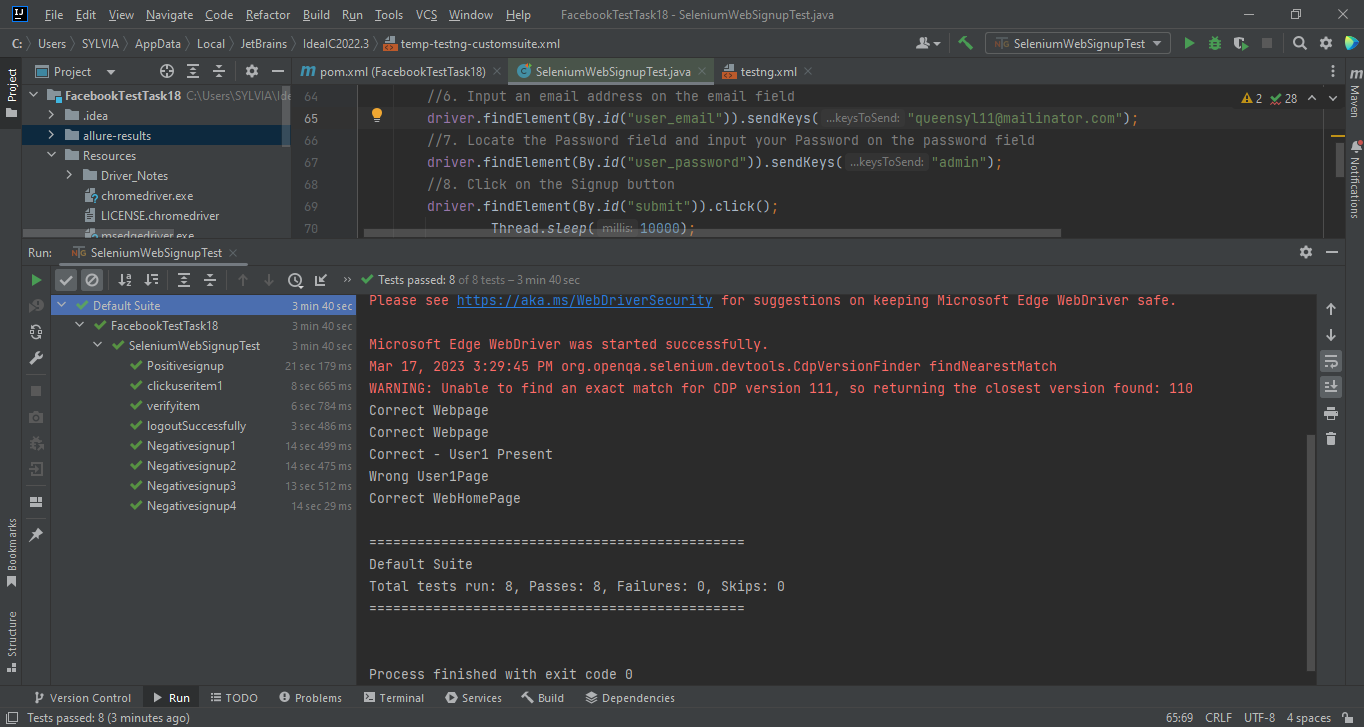 File Edit View Navigate Code Refactor Build Run Tools VCS Window Help FacebookTestTask18 - SeleniumWebSignupTest.java
C: Users SYLVIA AppData Local JetBrains IdeaIC2022.3 temp-testng-customsuite.xml SeleniumWebSignupTest
Project
Project
pom.xml (FacebookTestTask18) SeleniumWebSignupTest.java testng.xml
Maven
Notifications
FacebookTestTask18 C:\Users\SYLVIA\Ide
.idea
allure-results
Resources
Driver_Notes
chromedriver.exe
LICENSE.chromedriver
msedgedriver.exe
2 28
64 //6. Input an email address on the email field
65 driver.findElement(By.id("user_email")).sendKeys( ...keysToSend: "queensyl11@mailinator.com");
66 //7. Locate the Password field and input your Password on the password field
67 driver.findElement(By.id("user_password")).sendKeys( ...keysToSend: "admin");
68 //8. Click on the Signup button
69 driver.findElement(By.id("submit")).click();
70 Thread.sleep( millis: 10000);
Run: SeleniumWebSignupTest
Tests passed: 8 of 8 tests – 3 min 40 sec
Default Suite 3 min 40 sec
FacebookTestTask18 3 min 40 sec
SeleniumWebSignupTest 3 min 40 sec
Positivesignup 21 sec 179 ms
clickuseritem1 8 sec 665 ms
verifyitem 6 sec 784 ms
logoutSuccessfully 3 sec 486 ms
Negativesignup1 14 sec 499 ms
Negativesignup2 14 sec 475 ms
Negativesignup3 13 sec 512 ms
Negativesignup4 14 sec 29 ms
Please see https://aka.ms/WebDriverSecurity for suggestions on keeping Microsoft Edge WebDriver safe.
Microsoft Edge WebDriver was started successfully.
Mar 17, 2023 3:29:45 PM org.openqa.selenium.devtools.CdpVersionFinder findNearestMatch
WARNING: Unable to find an exact match for CDP version 111, so returning the closest version found: 110
Correct Webpage
Correct Webpage
Correct - User1 Present
Wrong User1Page
Correct WebHomePage
===============================================
Default Suite
Total tests run: 8, Passes: 8, Failures: 0, Skips: 0
===============================================
Process finished with exit code 0
Bookmarks
Structure
Version Control Run TODO Problems Terminal Services Build Dependencies
Tests passed: 8 (3 minutes ago) 65:69 CRLF UTF-8 4 spaces